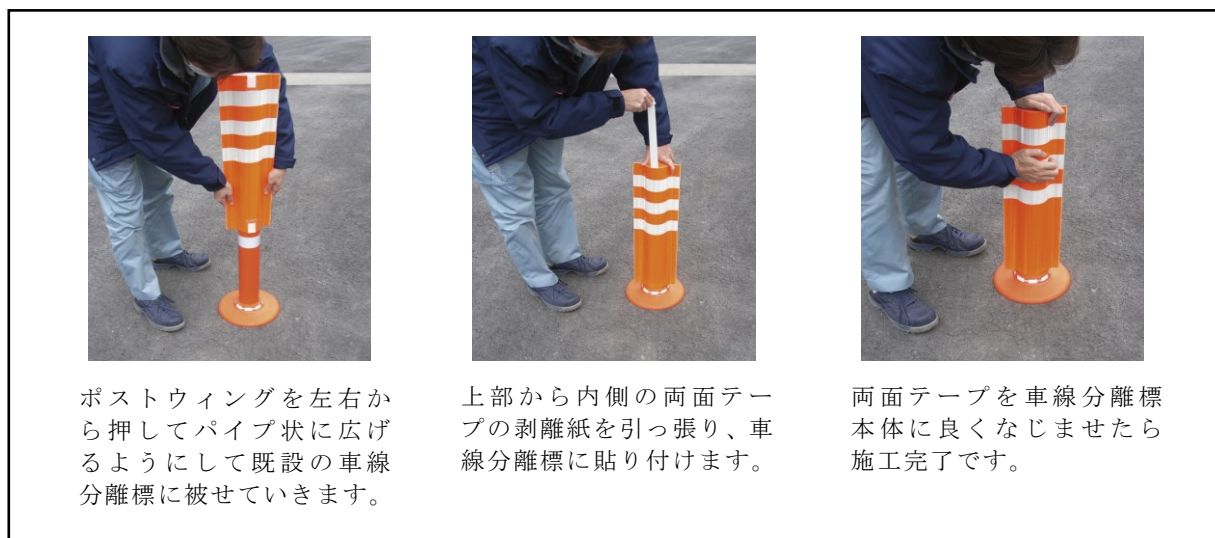 ポストウィングを左右か
ら押してパイプ状に広げ
るようにして既設の車線
分離標に被せていきます。
上部から内側の両面テー
プの剥離紙を引っ張り、車
線分離標に貼り付けます。
両面テープを車線分離標
本体に良くなじませたら
施工完了です。